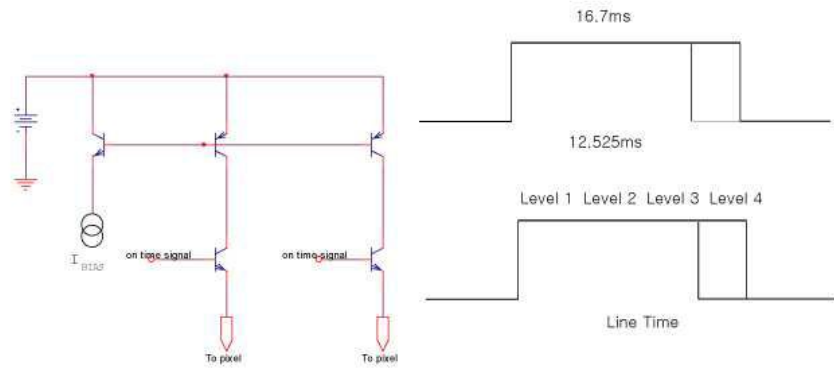 16.7ms
12.525ms
Level 1 Level 2 Level 3 Level 4
Line Time
I BIAS
on time signal
on time signal
To pixel
To pixel